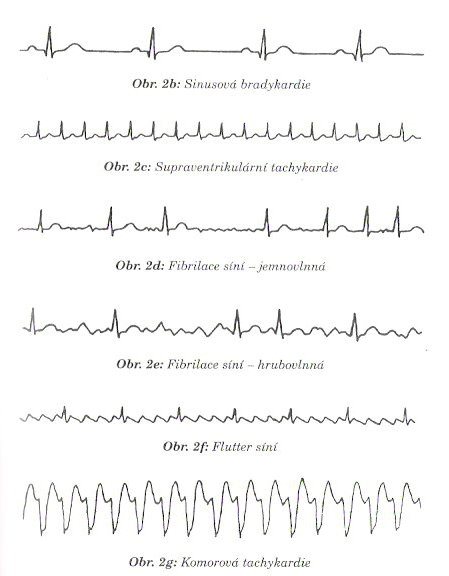 Obr. 2b: Sinusová bradykardie
Obr. 2c: Supraventrikulární tachykardie
Obr. 2d: Fibrilace síní – jemnovlnná
Obr. 2e: Fibrilace síní – hrubovlnná
Obr. 2f: Flutter síní
Obr. 2g: Komorová tachykardie